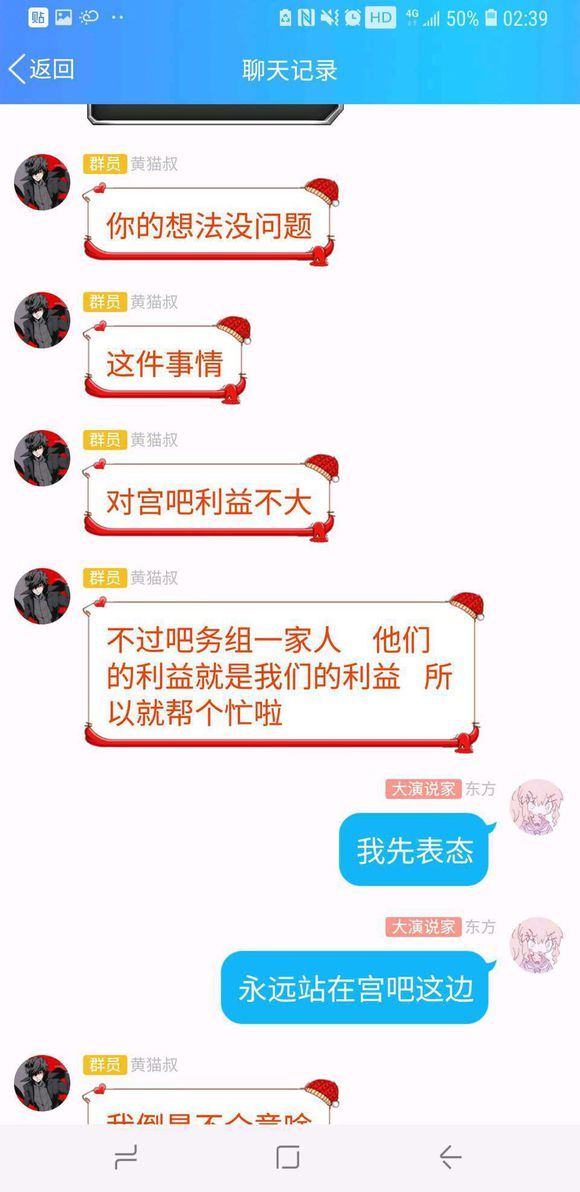 贴 HD 4G 50% 02:39
返回 聊天记录
群员 黄猫叔
你的想法没问题
群员 黄猫叔
这件事情
群员 黄猫叔
对宫吧利益不大
群员 黄猫叔
不过吧务组一家人 他们
的利益就是我们的利益 所
以就帮个忙啦
大演说家 东方
我先表态
大演说家 东方
永远站在宫吧这边
群员 黄猫叔